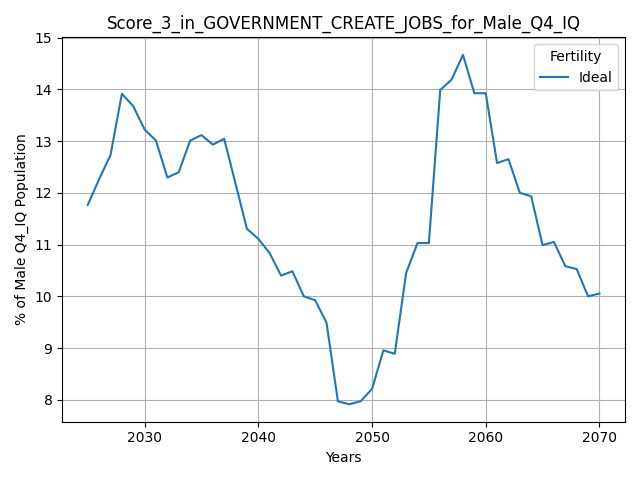 Score_3_in_GOVERNMENT_CREATE_JOBS_for_Male_Q4_IQ
Fertility
Ideal
% of Male Q4_IQ Population
15
14
13
12
11
10
9
8
2030
2040
2050
2060
2070
Years